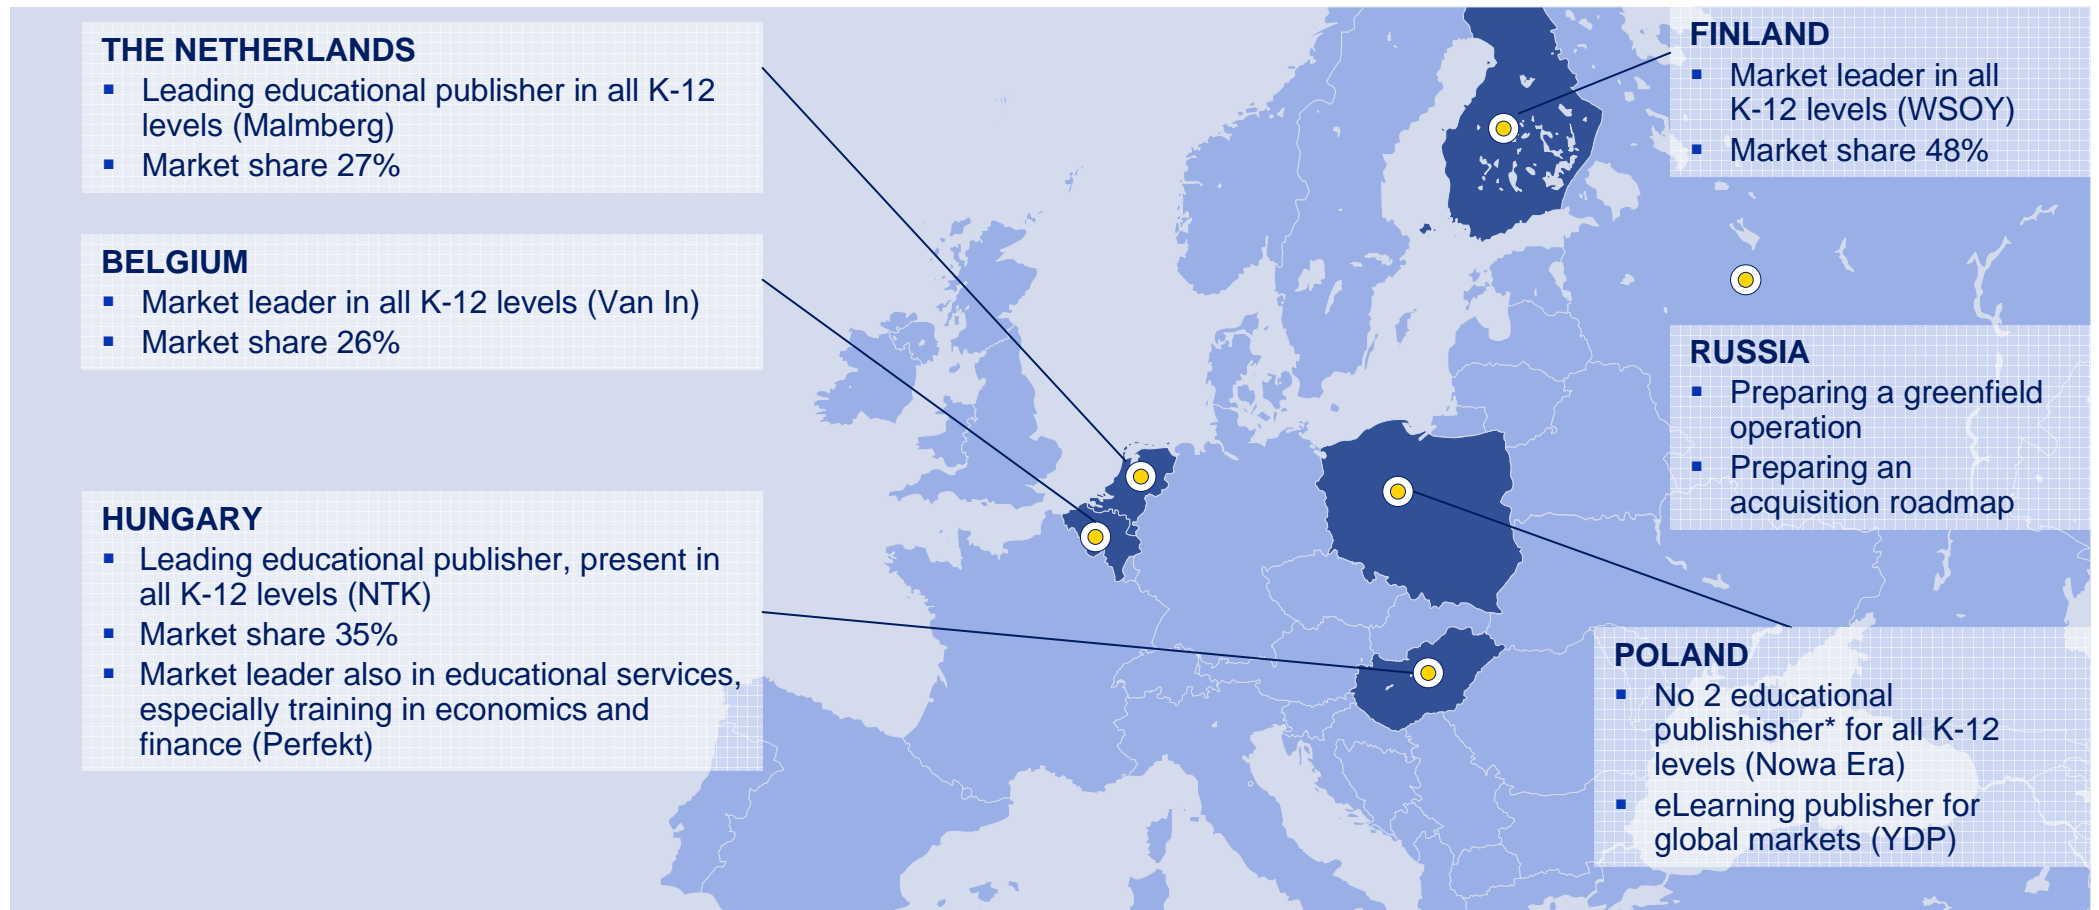 THE NETHERLANDS
▪ Leading educational publisher in all K-12
levels (Malmberg)
▪ Market share 27%
BELGIUM
▪ Market leader in all K-12 levels (Van In)
▪ Market share 26%
HUNGARY
▪ Leading educational publisher, present in
all K-12 levels (NTK)
▪ Market share 35%
▪ Market leader also in educational services,
especially training in economics and
finance (Perfekt)
FINLAND
▪ Market leader in all
K-12 levels (WSOY)
▪ Market share 48%
RUSSIA
▪ Preparing a greenfield
operation
▪ Preparing an
acquisition roadmap
POLAND
▪ No 2 educational
publishisher* for all K-12
levels (Nowa Era)
▪ eLearning publisher for
global markets (YDP)